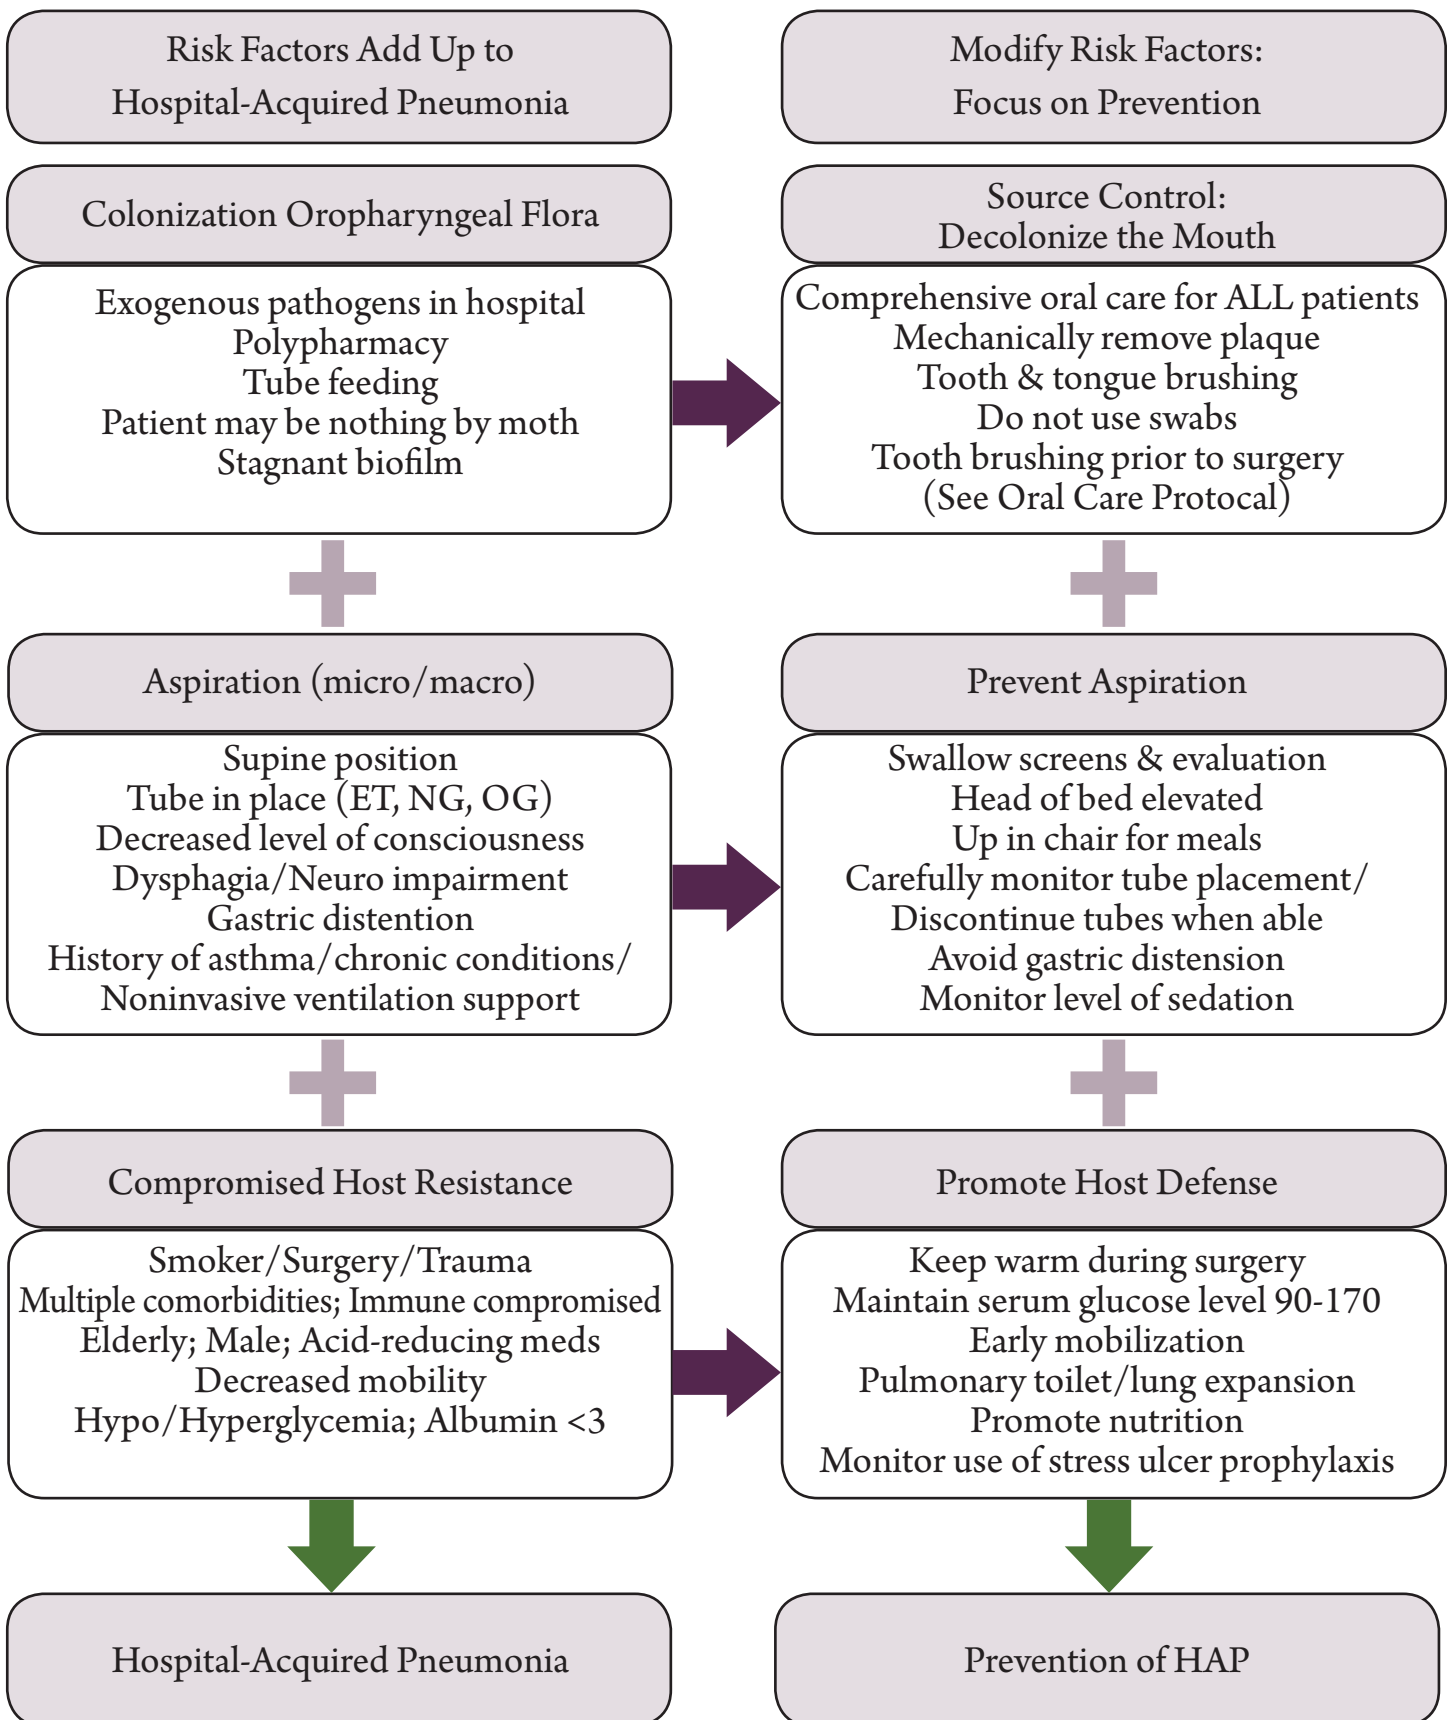 Risk Factors Add Up to
Hospital-Acquired Pneumonia
Modify Risk Factors:
Focus on Prevention
Colonization Oropharyngeal Flora
Source Control:
Decolonize the Mouth
Exogenous pathogens in hospital
Polypharmacy
Tube feeding
Patient may be nothing by moth
Stagnant biofilm
Comprehensive oral care for ALL patients
Mechanically remove plaque
Tooth & tongue brushing
Do not use swabs
Tooth brushing prior to surgery
(See Oral Care Protocal)
Aspiration (micro/macro)
Prevent Aspiration
Supine position
Tube in place (ET, NG, OG)
Decreased level of consciousness
Dysphagia/Neuro impairment
Gastric distention
History of asthma/chronic conditions/
Noninvasive ventilation support
Swallow screens & evaluation
Head of bed elevated
Up in chair for meals
Carefully monitor tube placement/
Discontinue tubes when able
Avoid gastric distension
Monitor level of sedation
Compromised Host Resistance
Promote Host Defense
Smoker/Surgery/Trauma
Multiple comorbidities; Immune compromised
Elderly; Male; Acid-reducing meds
Decreased mobility
Hypo/Hyperglycemia; Albumin <3
Keep warm during surgery
Maintain serum glucose level 90-170
Early mobilization
Pulmonary toilet/lung expansion
Promote nutrition
Monitor use of stress ulcer prophylaxis
Hospital-Acquired Pneumonia
Prevention of HAP